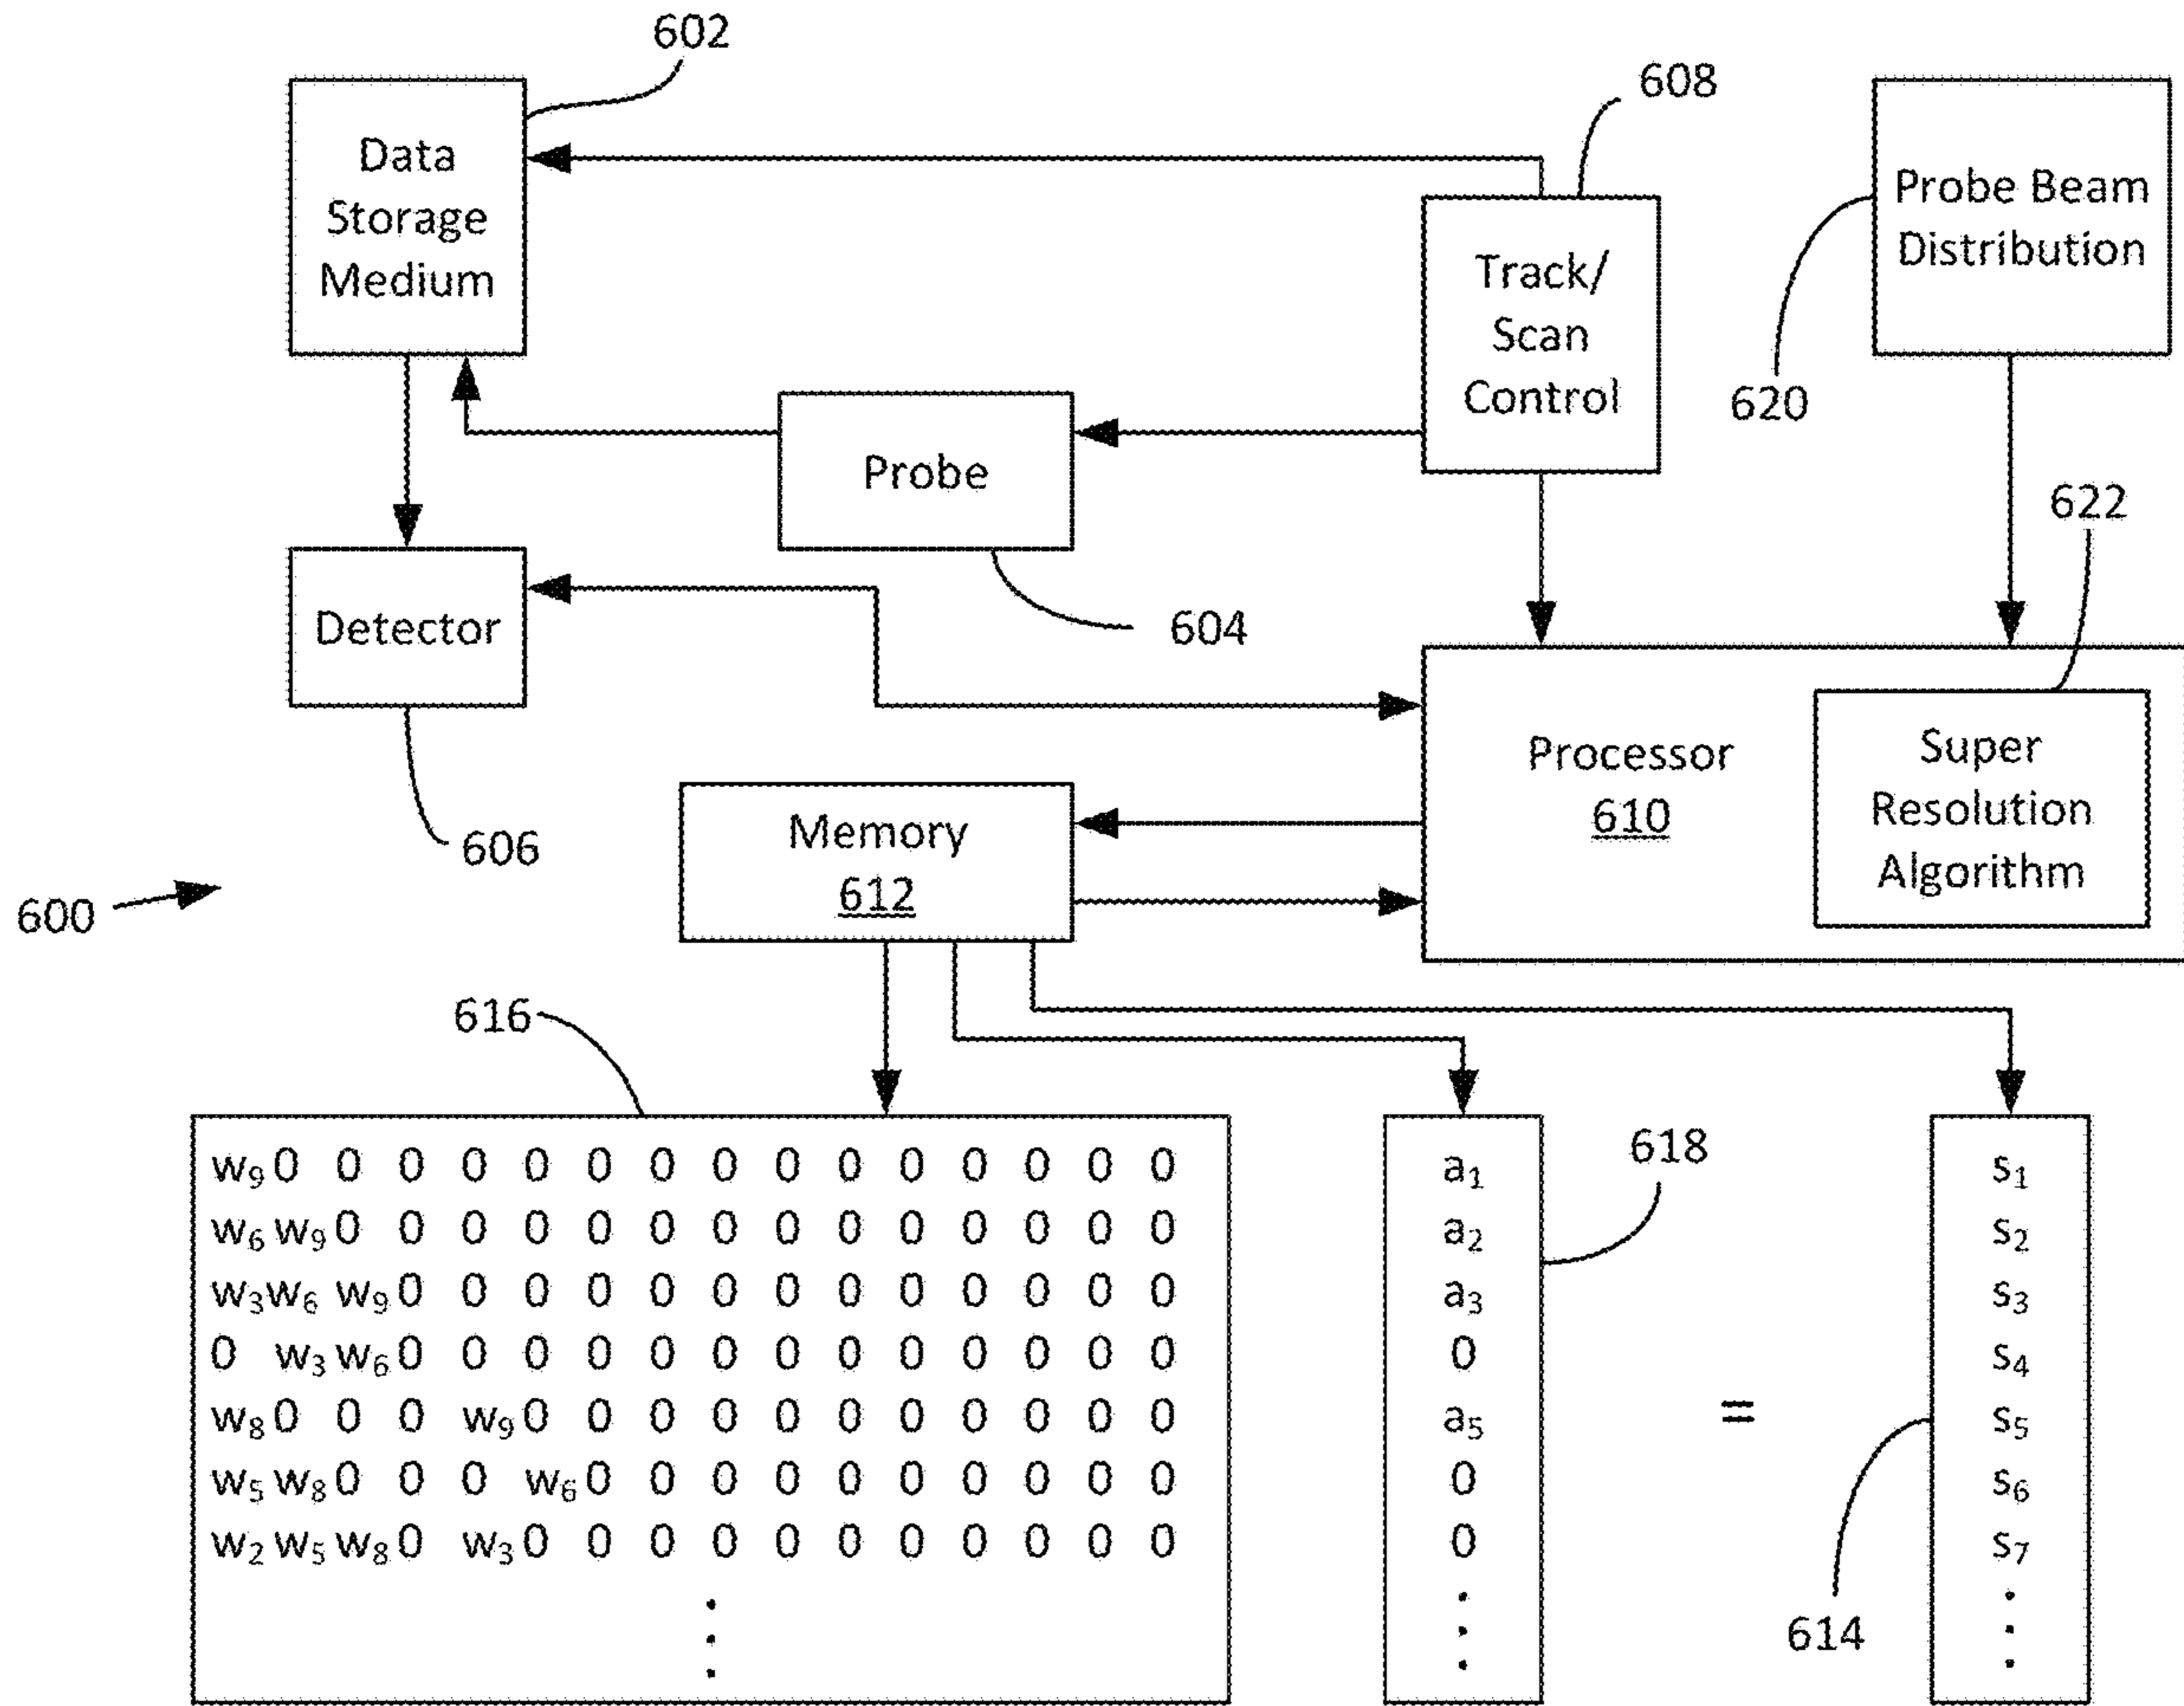 602
608
Data
Storage
Medium
Track/
Scan
Control
Probe Beam
Distribution
620
Probe
622
Detector
604
Processor
610
Super
Resolution
Algorithm
Memory
612
606
600
616
w₉ 0 0 0 0 0 0 0 0 0 0 0 0 0 0 0
w₆ w₉ 0 0 0 0 0 0 0 0 0 0 0 0 0 0
w₃ w₆ w₉ 0 0 0 0 0 0 0 0 0 0 0 0 0
0 w₃ w₆ 0 0 0 0 0 0 0 0 0 0 0 0 0
w₈ 0 0 0 w₉ 0 0 0 0 0 0 0 0 0 0 0
w₅ w₈ 0 0 0 w₆ 0 0 0 0 0 0 0 0 0 0
w₂ w₅ w₈ 0 w₃ 0 0 0 0 0 0 0 0 0 0 0
a₁
a₂
a₃
0
a₅
0
0
618
=
s₁
s₂
s₃
s₄
s₅
s₆
s₇
614